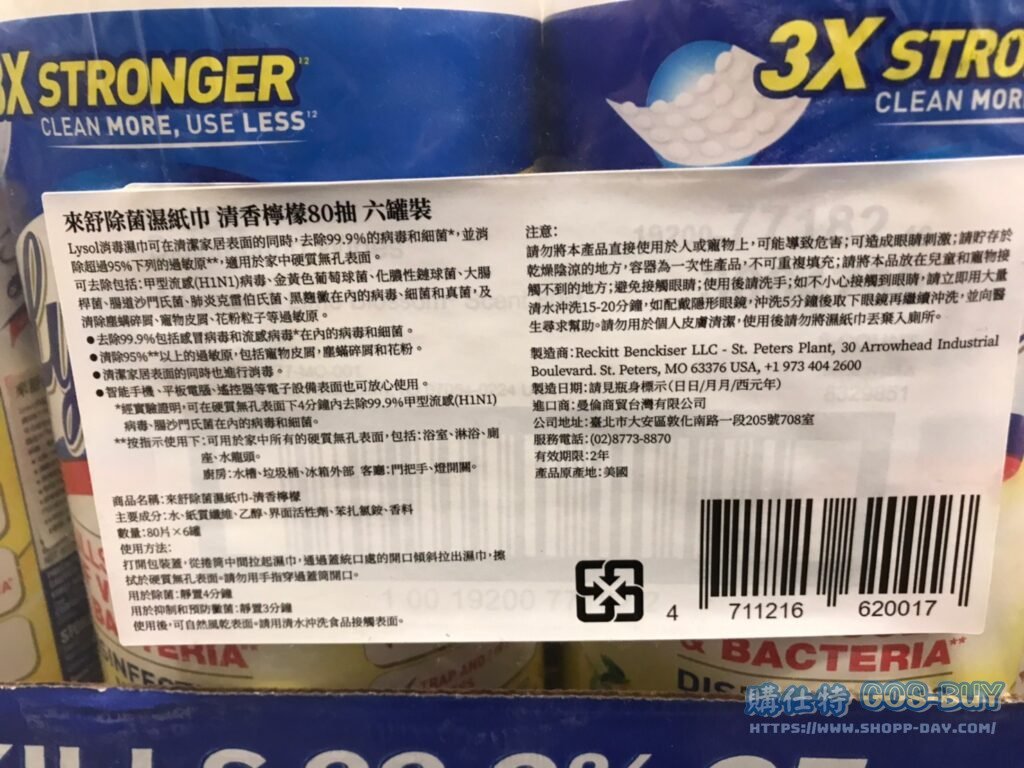 3X STRONGER¹²
CLEAN MORE, USE LESS¹²
3X STRO
CLEAN MOR
來舒除菌濕紙巾 清香檸檬80抽 六罐裝
Lysol消毒濕巾可在清潔家居表面的同時,去除99.9%的病毒和細菌*,並消
除超過95%下列的過敏原**,適用於家中硬質無孔表面。
可去除包括:甲型流感(H1N1)病毒、金黃色葡萄球菌、化膿性鏈球菌、大腸
桿菌、腸道沙門氏菌、肺炎克雷伯氏菌、黑麴黴在內的病毒、細菌和真菌,及
清除塵蟎碎屑、寵物皮屑、花粉粒子等過敏原。
●去除99.9%包括感冒病毒和流感病毒*在內的病毒和細菌。
●清除95%**以上的過敏原,包括寵物皮屑,塵蟎碎屑和花粉。
●清潔家居表面的同時也進行消毒。
●智能手機、平板電腦、遙控器等電子設備表面也可放心使用。
*經實驗證明,可在硬質無孔表面下4分鐘內去除99.9%甲型流感(H1N1)
病毒、腸沙門氏菌在內的病毒和細菌。
**按指示使用下:可用於家中所有的硬質無孔表面,包括:浴室、淋浴、廁
座、水龍頭。
廚房:水槽、垃圾桶、冰箱外部 客廳:門把手、燈開關。
商品名稱:來舒除菌濕紙巾-清香檸檬
主要成分:水、紙質纖維、乙醇、界面活性劑、苯扎氯銨、香料
數量:80片×6罐
使用方法:
打開包裝蓋,從捲筒中間拉起濕巾,通過蓋統口處的開口傾斜拉出濕巾,擦
拭於硬質無孔表面。請勿用手指穿過蓋筒開口。
用於除菌:靜置4分鐘
用於抑制和預防黴菌:靜置3分鐘
使用後,可自然風乾表面。請用清水沖洗食品接觸表面。
注意:
請勿將本產品直接使用於人或寵物上,可能導致危害;可造成眼睛刺激;請貯存於
乾燥陰涼的地方,容器為一次性產品,不可重複填充;請將本品放在兒童和寵物接
觸不到的地方;避免接觸眼睛;使用後請洗手;如不小心接觸到眼睛,請立即用大量
清水沖洗15-20分鐘,如配戴隱形眼鏡,沖洗5分鐘後取下眼鏡再繼續沖洗,並向醫
生尋求幫助。請勿用於個人皮膚清潔,使用後請勿將濕紙巾丟棄入廁所。
製造商:Reckitt Benckiser LLC - St. Peters Plant, 30 Arrowhead Industrial
Boulevard. St. Peters, MO 63376 USA, +1 973 404 2600
製造日期:請見瓶身標示(日日/月月/西元年)
進口商:曼倫商貿台灣有限公司
公司地址:臺北市大安區敦化南路一段205號708室
服務電話:(02)8773-8870
有效期限:2年
產品原產地:美國
4 711216 620017
& BACTERIA**
TERIA
DISINFECT
TRAP AND
購仕特 COS-BUY
HTTPS://WWW.SHOPP-DAY.COM/
KILLS 99.9% OF